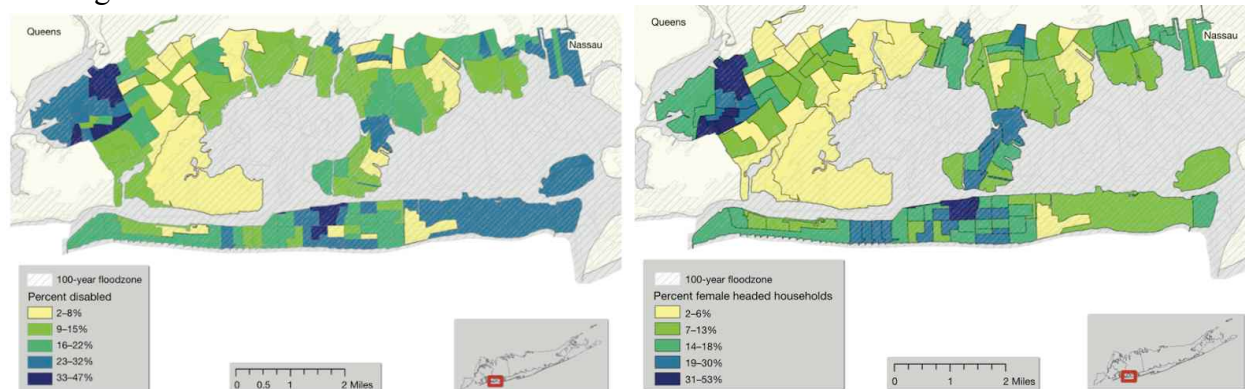 Queens
Nassau
100-year floodzone
Percent disabled
2–8%
9–15%
16–22%
23–32%
33–47%
0 0.5 1 2 Miles
Queens
Nassau
100-year floodzone
Percent female headed households
2–6%
7–13%
14–18%
19–30%
31–53%
0 0.5 1 2 Miles